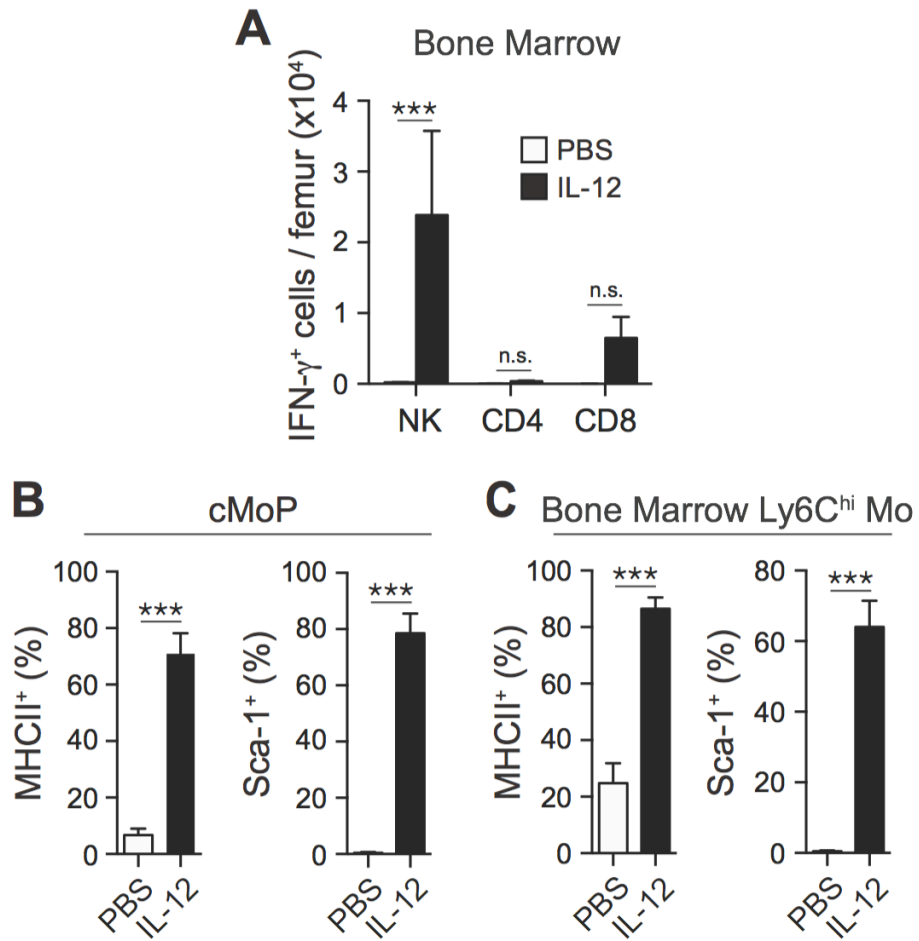 A
Bone Marrow
IFN-γ⁺ cells / femur (x10⁴)
4
3
2
1
0
***
n.s.
n.s.
PBS
IL-12
NK CD4 CD8
B
cMoP
MHCII⁺ (%)
100
80
60
40
20
0
***
PBS
IL-12
Sca-1⁺ (%)
100
80
60
40
20
0
***
PBS
IL-12
C
Bone Marrow Ly6Cʰⁱ Mo
MHCII⁺ (%)
100
80
60
40
20
0
***
PBS
IL-12
Sca-1⁺ (%)
80
60
40
20
0
***
PBS
IL-12